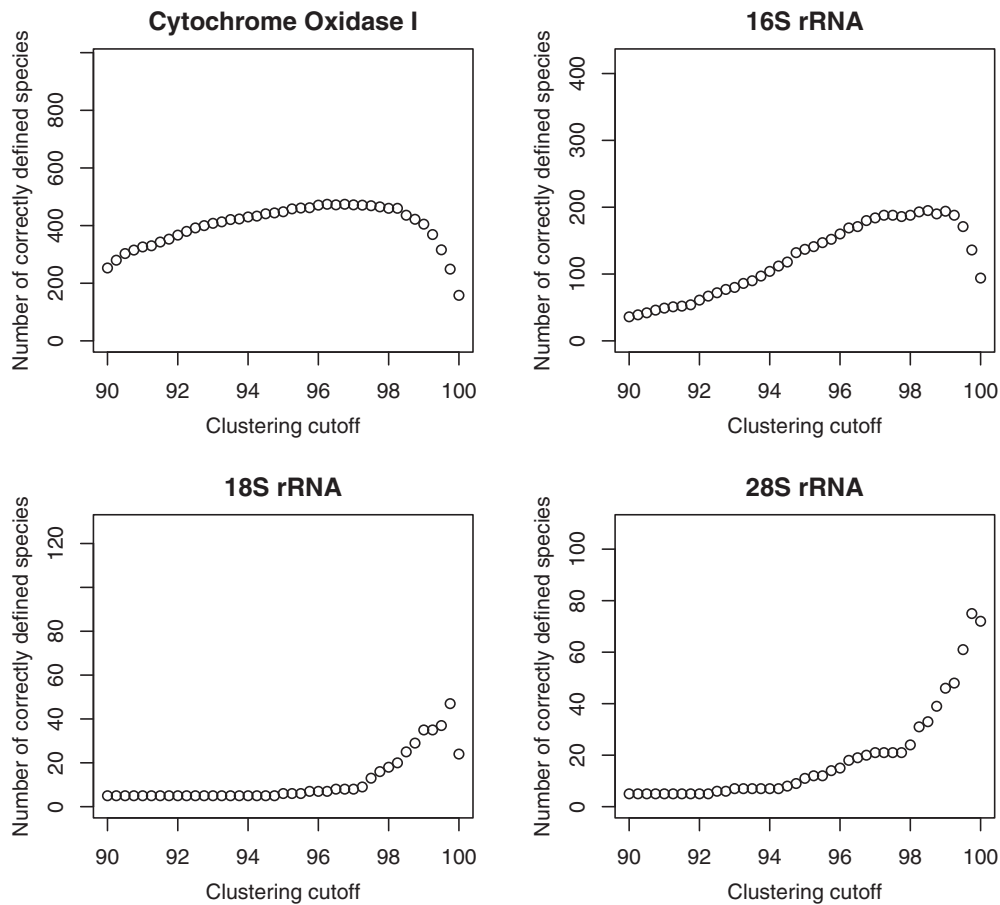 Cytochrome Oxidase I
Number of correctly defined species
0 200 400 600 800
90 92 94 96 98 100
Clustering cutoff
16S rRNA
Number of correctly defined species
0 100 200 300 400
90 92 94 96 98 100
Clustering cutoff
18S rRNA
Number of correctly defined species
0 20 40 60 80 120
90 92 94 96 98 100
Clustering cutoff
28S rRNA
Number of correctly defined species
0 20 40 60 80 100
90 92 94 96 98 100
Clustering cutoff